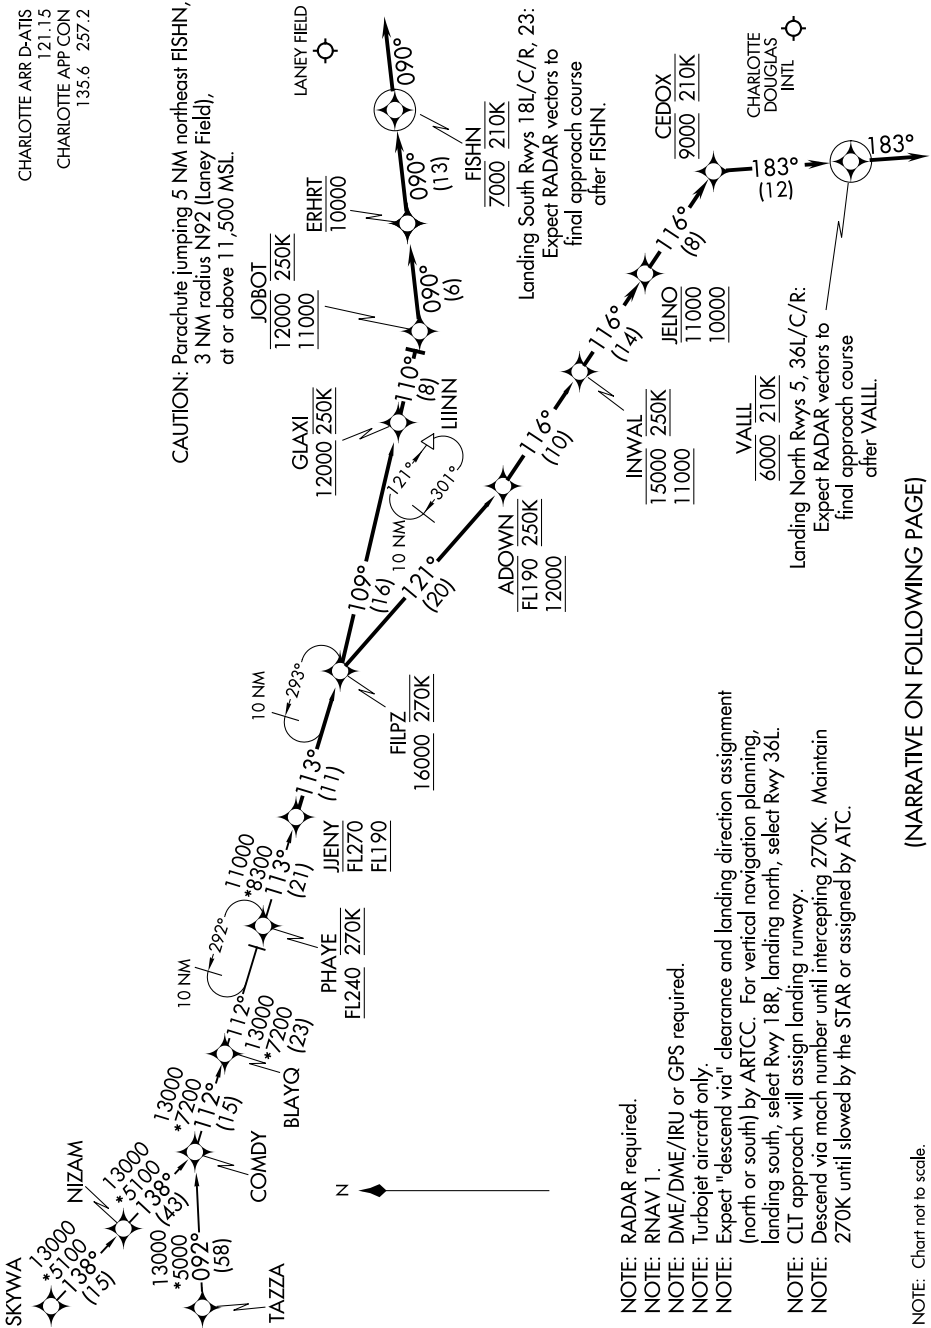 CHARLOTTE ARR D-ATIS
121.15
CHARLOTTE APP CON
135.6 257.2
CAUTION: Parachute jumping 5 NM northeast FISHN,
3 NM radius N92 (Laney Field),
at or above 11,500 MSL.
SKYWA
13000
*5100
138°
(15)
NIZAM
13000
*5100
138°
(43)
TAZZA
13000
*5000
092°
(58)
COMDY
13000
*7200
112°
(15)
BLAYQ
112°
13000
*7200
(23)
10 NM
292°
PHAYE
FL240 270K
11000
*8300
113°
(21)
JJENY
FL270
FL190
113°
(11)
10 NM
293°
FILPZ
16000 270K
109°
(16)
GLAXI
12000 250K
110°
(8)
JOBOT
12000 250K
11000
090°
(6)
ERHRT
10000
090°
(13)
FISHN
7000 210K
090°
LANEY FIELD
Landing South Rwys 18L/C/R, 23:
Expect RADAR vectors to
final approach course
after FISHN.
LIINN
121°
301°
10 NM
121°
(20)
ADOWN
FL190 250K
12000
116°
(10)
INWAL
15000 250K
11000
116°
(14)
JELNO
11000
10000
116°
(8)
CEDOX
9000 210K
183°
(12)
CHARLOTTE
DOUGLAS
INTL
183°
VALLL
6000 210K
Landing North Rwys 5, 36L/C/R:
Expect RADAR vectors to
final approach course
after VALLL.
N
NOTE: RADAR required.
NOTE: RNAV 1.
NOTE: DME/DME/IRU or GPS required.
NOTE: Turbojet aircraft only.
NOTE: Expect "descend via" clearance and landing direction assignment
(north or south) by ARTCC. For vertical navigation planning,
landing south, select Rwy 18R, landing north, select Rwy 36L.
NOTE: CLT approach will assign landing runway.
NOTE: Descend via mach number until intercepting 270K. Maintain
270K until slowed by the STAR or assigned by ATC.
(NARRATIVE ON FOLLOWING PAGE)
NOTE: Chart not to scale.